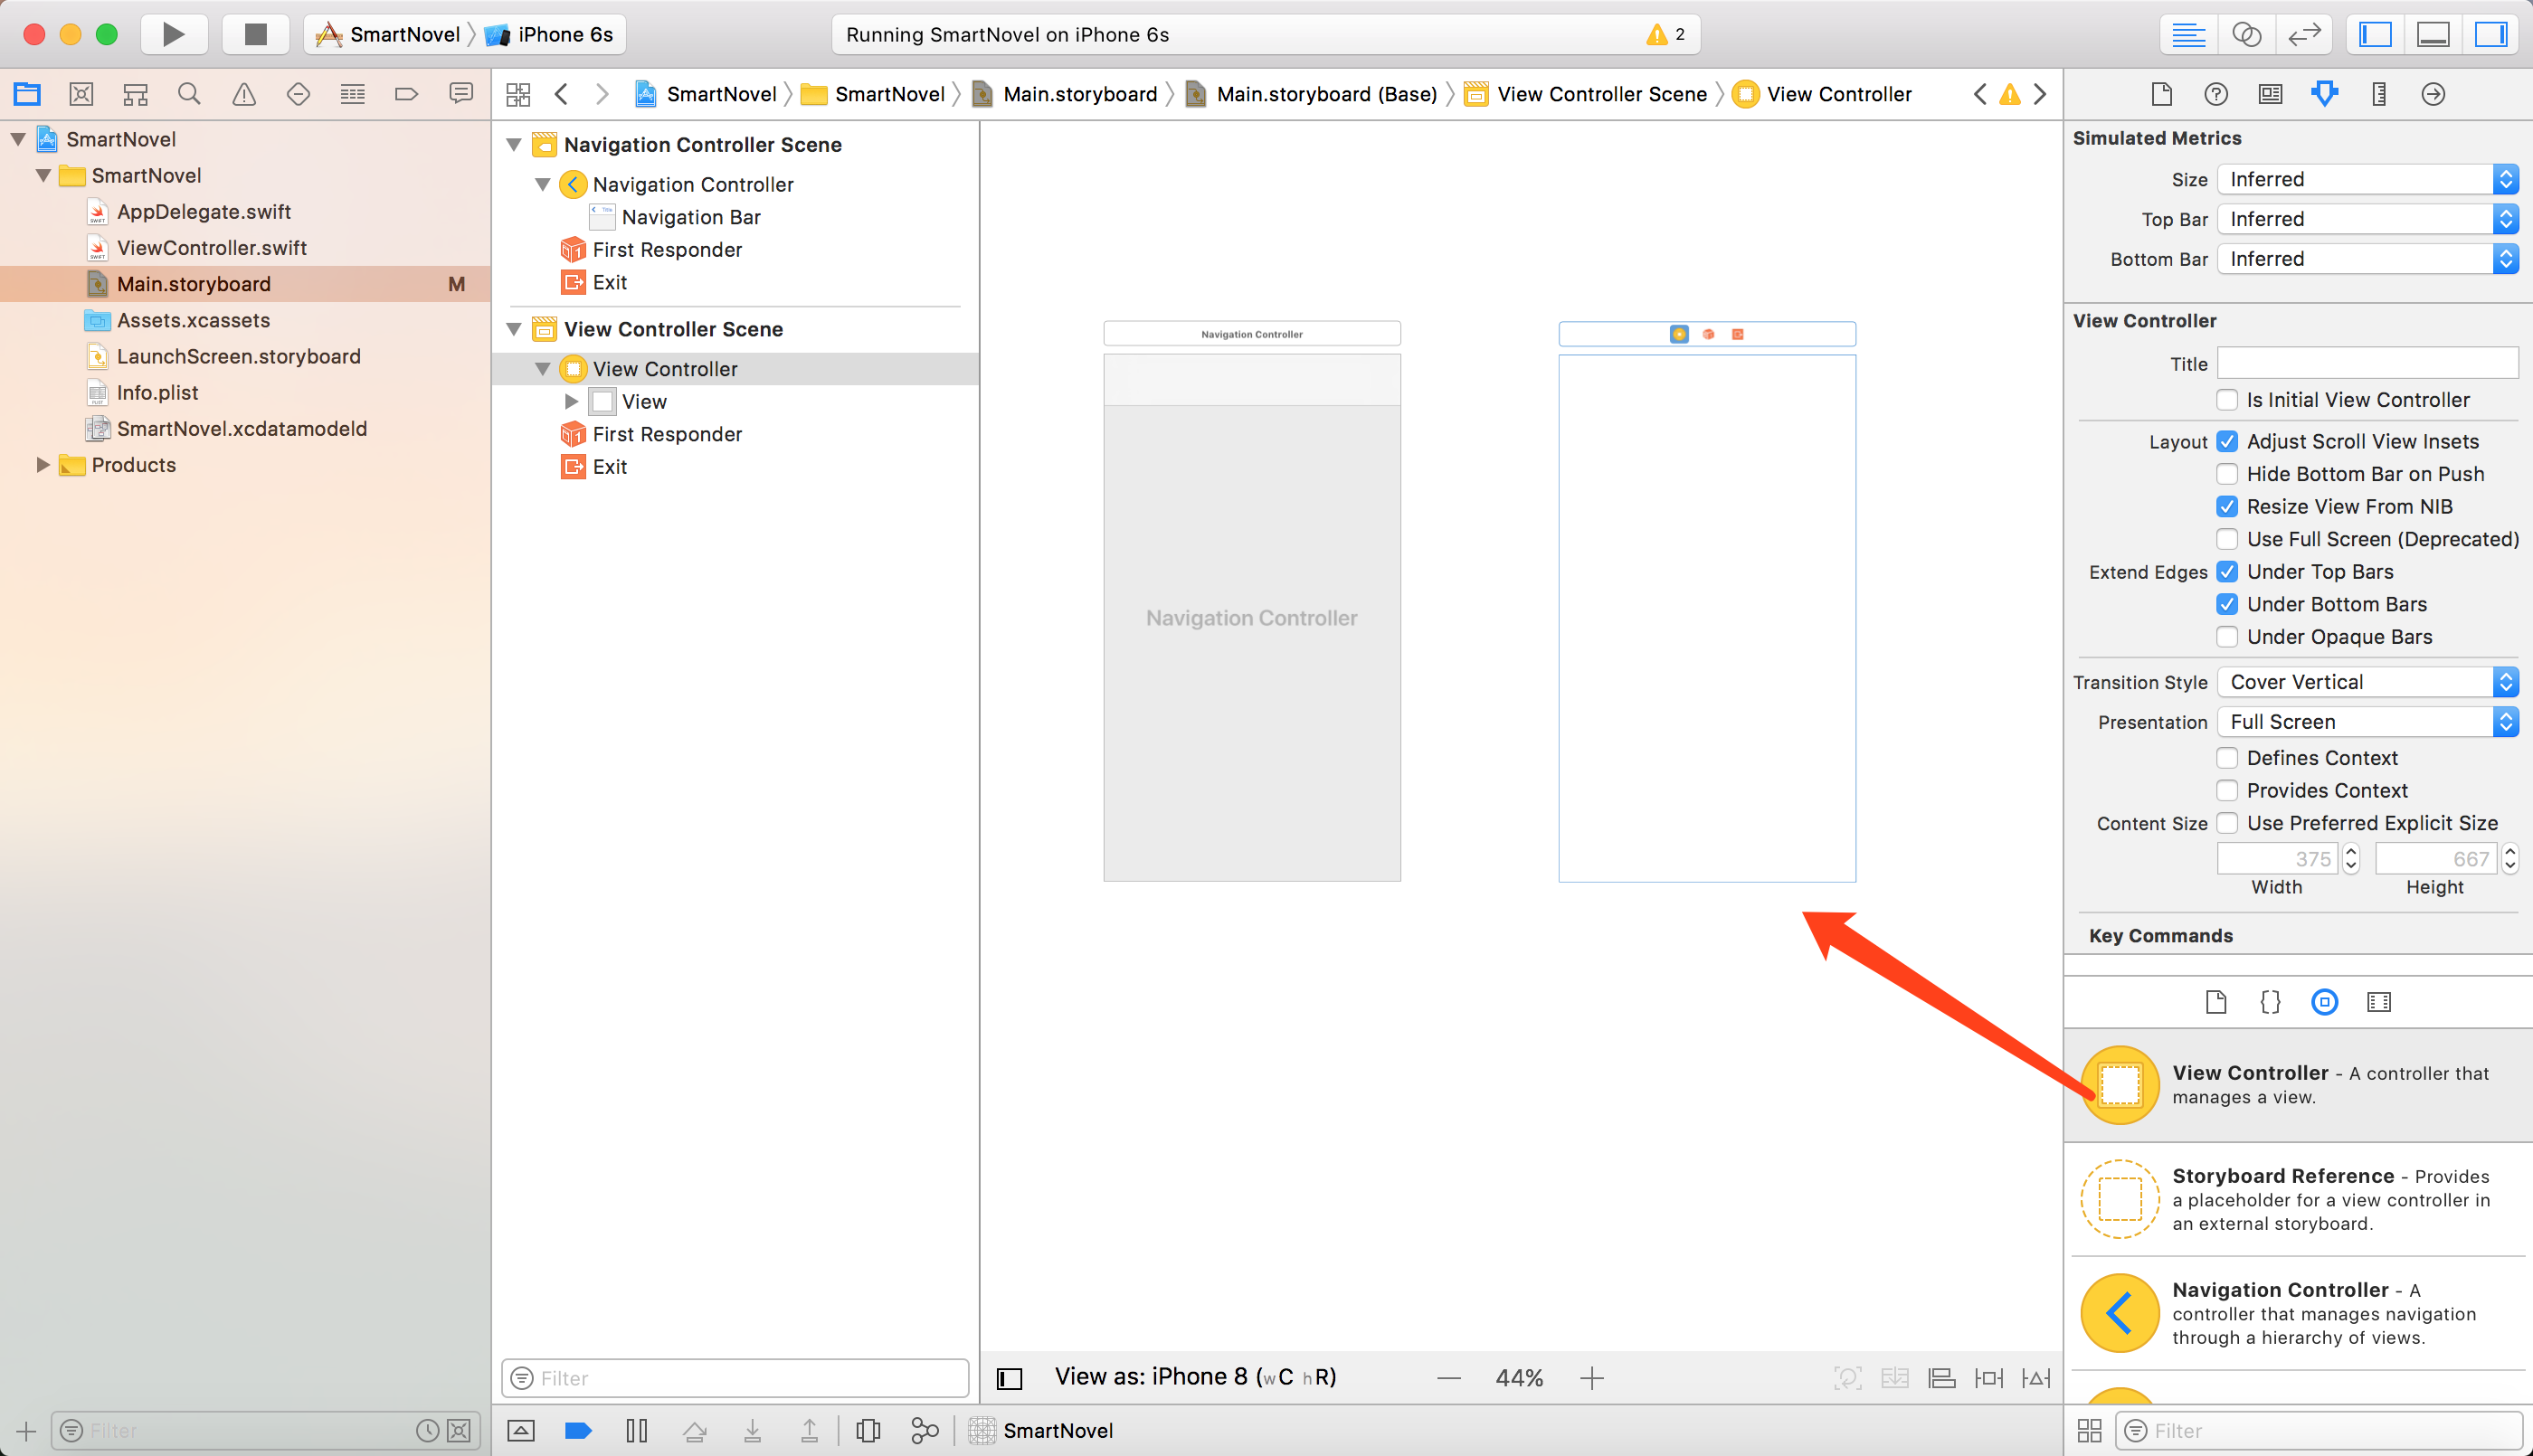 SmartNovel
iPhone 6s
Running SmartNovel on iPhone 6s
2
SmartNovel
SmartNovel
Main.storyboard
Main.storyboard (Base)
View Controller Scene
View Controller
SmartNovel
SmartNovel
AppDelegate.swift
ViewController.swift
Main.storyboard
M
Assets.xcassets
LaunchScreen.storyboard
Info.plist
SmartNovel.xcdatamodeld
Products
Filter
Navigation Controller Scene
Navigation Controller
Navigation Bar
First Responder
Exit
View Controller Scene
View Controller
View
First Responder
Exit
Filter
Navigation Controller
Navigation Controller
View as: iPhone 8 (wC hR)
44%
SmartNovel
Simulated Metrics
Size Inferred
Top Bar Inferred
Bottom Bar Inferred
View Controller
Title
Is Initial View Controller
Layout Adjust Scroll View Insets
Hide Bottom Bar on Push
Resize View From NIB
Use Full Screen (Deprecated)
Extend Edges Under Top Bars
Under Bottom Bars
Under Opaque Bars
Transition Style Cover Vertical
Presentation Full Screen
Defines Context
Provides Context
Content Size Use Preferred Explicit Size
375 667
Width Height
Key Commands
View Controller - A controller that
manages a view.
Storyboard Reference - Provides
a placeholder for a view controller in
an external storyboard.
Navigation Controller - A
controller that manages navigation
through a hierarchy of views.
Filter